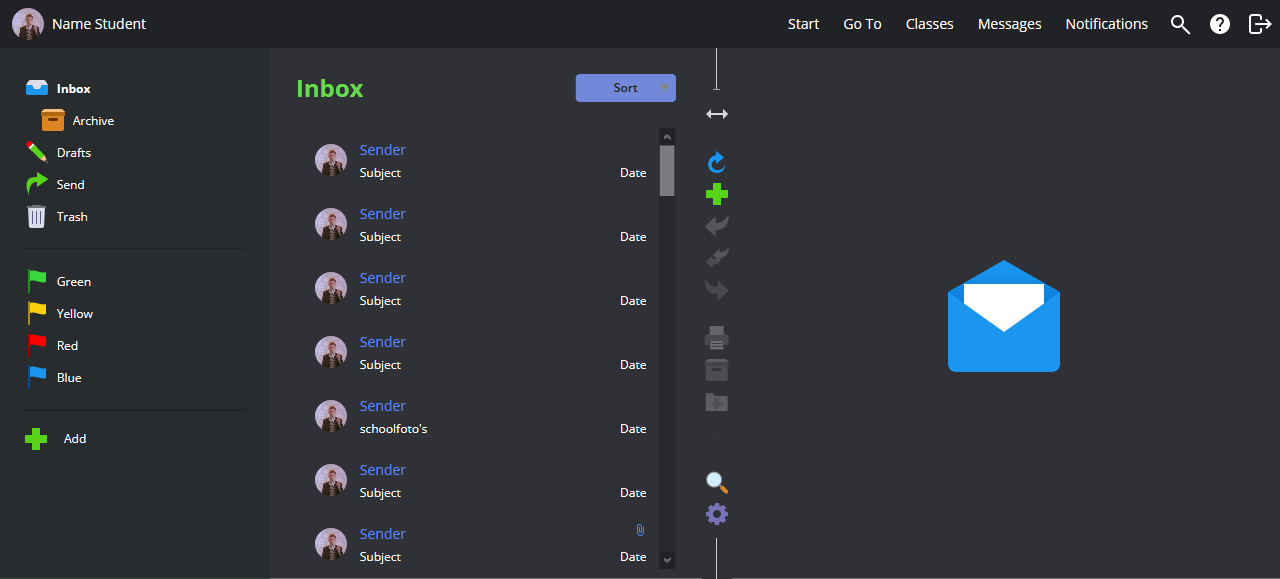 Name Student
Start Go To Classes Messages Notifications
Inbox
Archive
Drafts
Send
Trash
Green
Yellow
Red
Blue
Add
Inbox
Sort
Sender
Subject Date
Sender
Subject Date
Sender
Subject Date
Sender
Subject Date
Sender
schoolfoto's Date
Sender
Subject Date
Sender
Subject Date